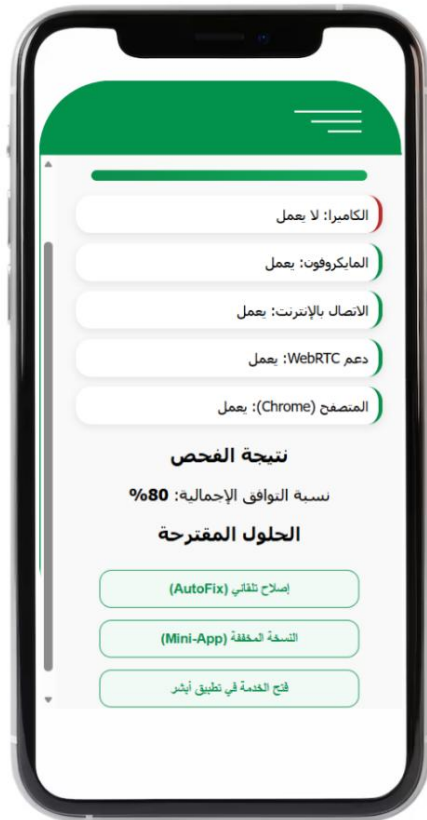 الكاميرا: لا يعمل
المايكروفون: يعمل
الاتصال بالإنترنت: يعمل
دعم WebRTC: يعمل
المتصفح (Chrome): يعمل
نتيجة الفحص
نسبة التوافق الإجمالية: 80%
الحلول المقترحة
إصلاح تلقائي (AutoFix)
النسخة المخففة (Mini-App)
فتح الخدمة في تطبيق أبشر